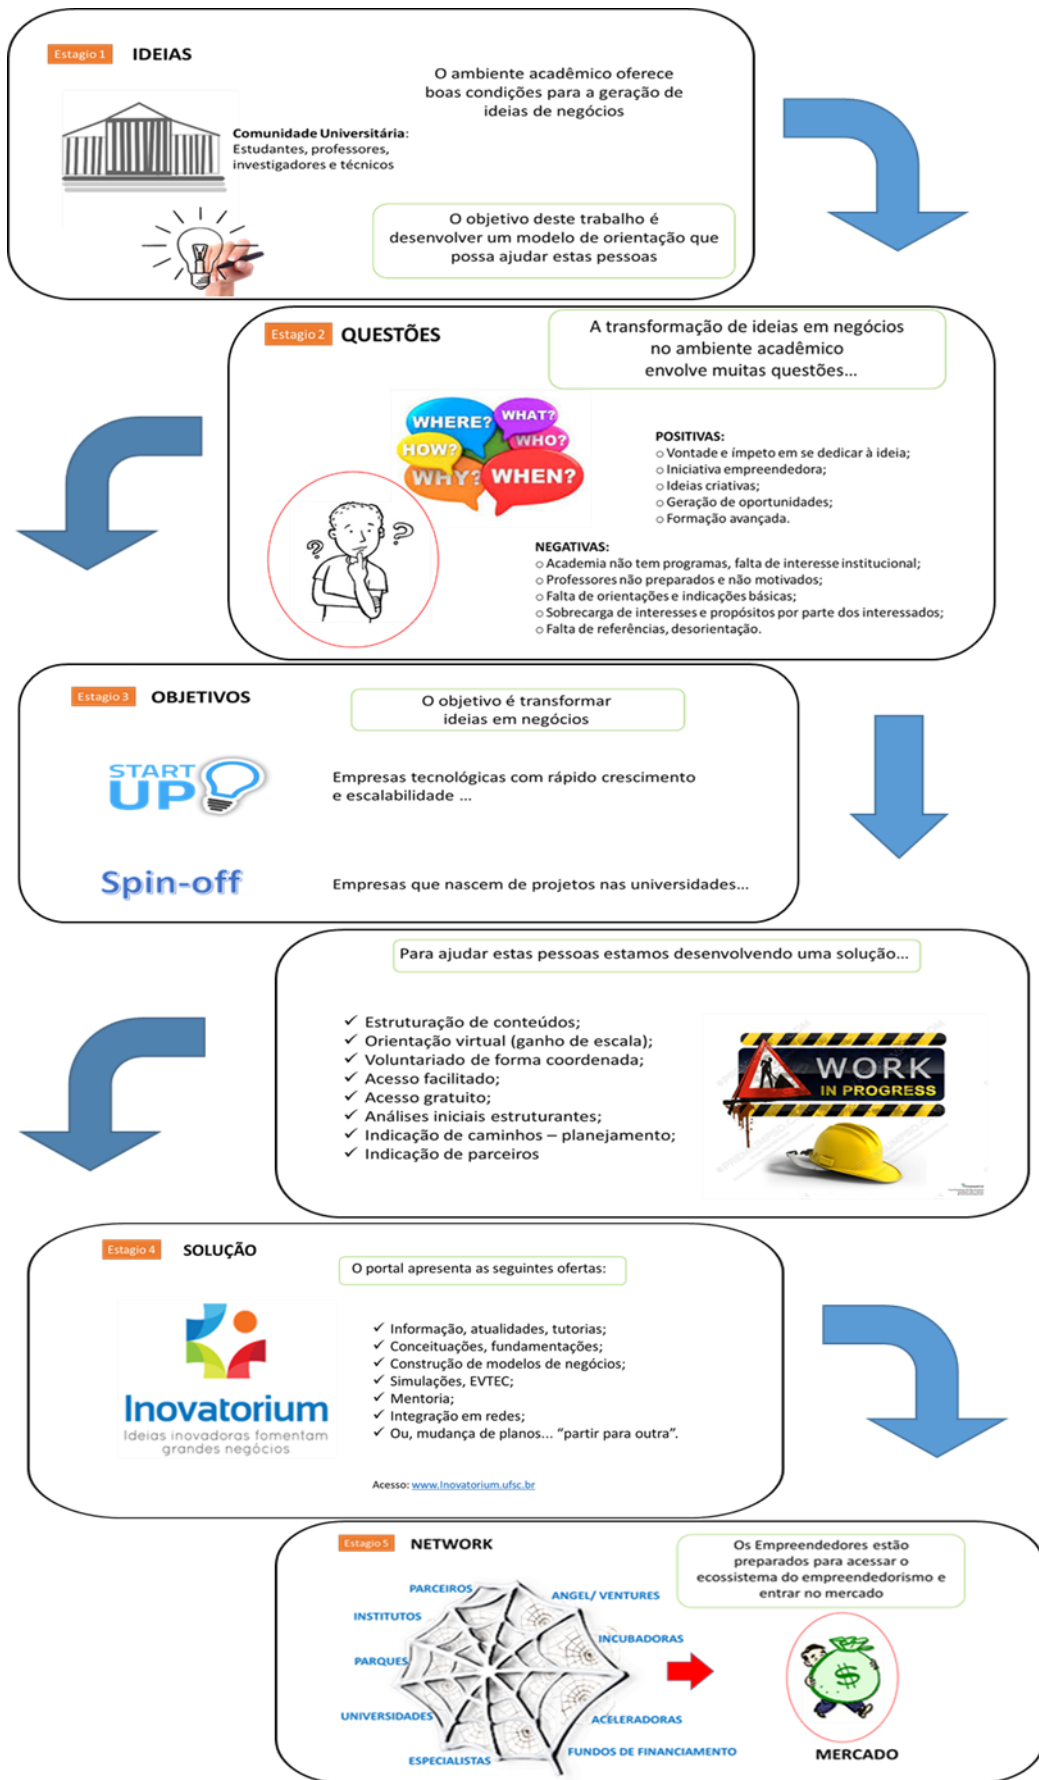 Estagio 1
IDEIAS
O ambiente acadêmico oferece
boas condições para a geração de
ideias de negócios
Comunidade Universitária:
Estudantes, professores,
investigadores e técnicos
O objetivo deste trabalho é
desenvolver um modelo de orientação que
possa ajudar estas pessoas
Estagio 2
QUESTÕES
A transformação de ideias em negócios
no ambiente acadêmico
envolve muitas questões...
WHERE?
WHAT?
HOW?
WHO?
WHY?
WHEN?
?
?
POSITIVAS:
o Vontade e ímpeto em se dedicar à ideia;
o Iniciativa empreendedora;
o Ideias criativas;
o Geração de oportunidades;
o Formação avançada.
NEGATIVAS:
o Academia não tem programas, falta de interesse institucional;
o Professores não preparados e não motivados;
o Falta de orientações e indicações básicas;
o Sobrecarga de interesses e propósitos por parte dos interessados;
o Falta de referências, desorientação.
Estagio 3
OBJETIVOS
O objetivo é transformar
ideias em negócios
START
UP
Empresas tecnológicas com rápido crescimento
e escalabilidade ...
Spin-off
Empresas que nascem de projetos nas universidades...
Para ajudar estas pessoas estamos desenvolvendo uma solução...
✓ Estruturação de conteúdos;
✓ Orientação virtual (ganho de escala);
✓ Voluntariado de forma coordenada;
✓ Acesso facilitado;
✓ Acesso gratuito;
✓ Análises iniciais estruturantes;
✓ Indicação de caminhos – planejamento;
✓ Indicação de parceiros
WORK
IN PROGRESS
Estagio 4
SOLUÇÃO
O portal apresenta as seguintes ofertas:
Inovatorium
Ideias inovadoras fomentam
grandes negócios
✓ Informação, atualidades, tutorias;
✓ Conceituações, fundamentações;
✓ Construção de modelos de negócios;
✓ Simulações, EVTEC;
✓ Mentoria;
✓ Integração em redes;
✓ Ou, mudança de planos... “partir para outra”.
Acesso: www.Inovatorium.ufsc.br
Estagio 5
NETWORK
Os Empreendedores estão
preparados para acessar o
ecossistema do empreendedorismo e
entrar no mercado
PARCEIROS
ANGEL/ VENTURES
INSTITUTOS
INCUBADORAS
PARQUES
UNIVERSIDADES
ACELERADORAS
ESPECIALISTAS
FUNDOS DE FINANCIAMENTO
$
MERCADO